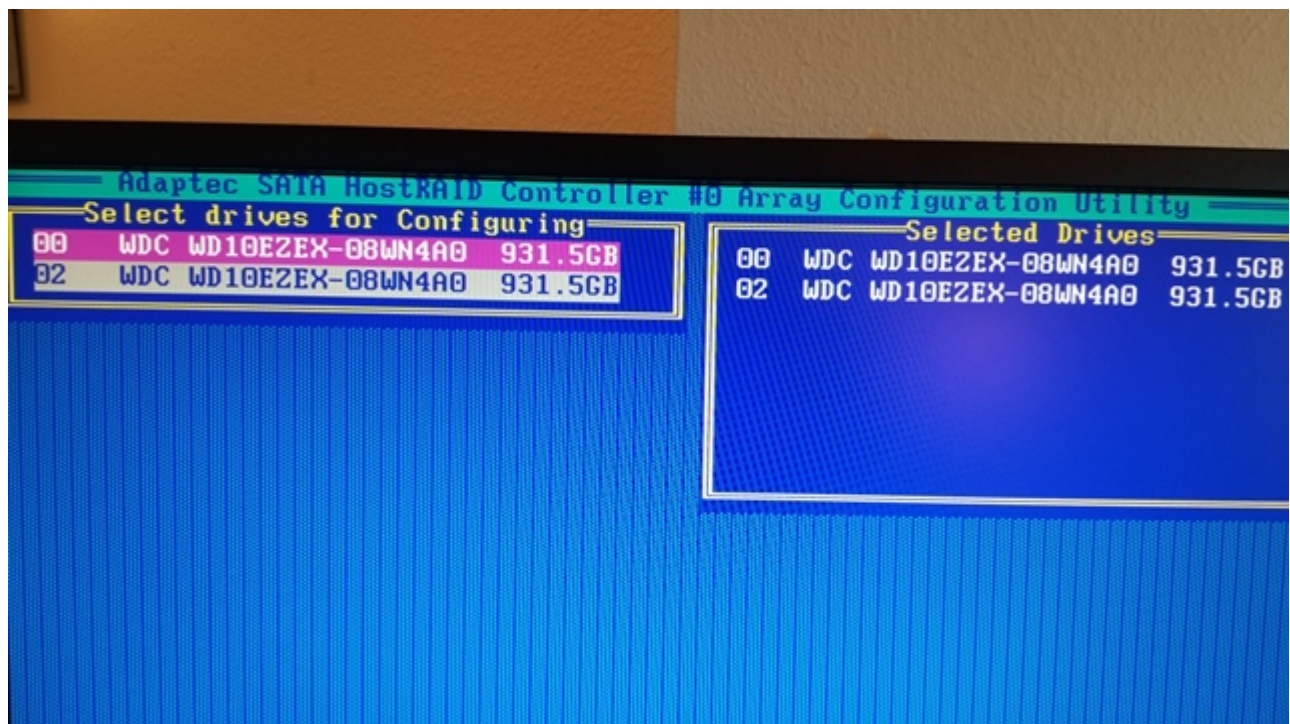 Adaptec SATA HostRAID Controller #0 Array Configuration Utility
Select drives for Configuring
00 WDC WD10EZEX-08WN4A0 931.5GB
02 WDC WD10EZEX-08WN4A0 931.5GB
Selected Drives
00 WDC WD10EZEX-08WN4A0 931.5GB
02 WDC WD10EZEX-08WN4A0 931.5GB